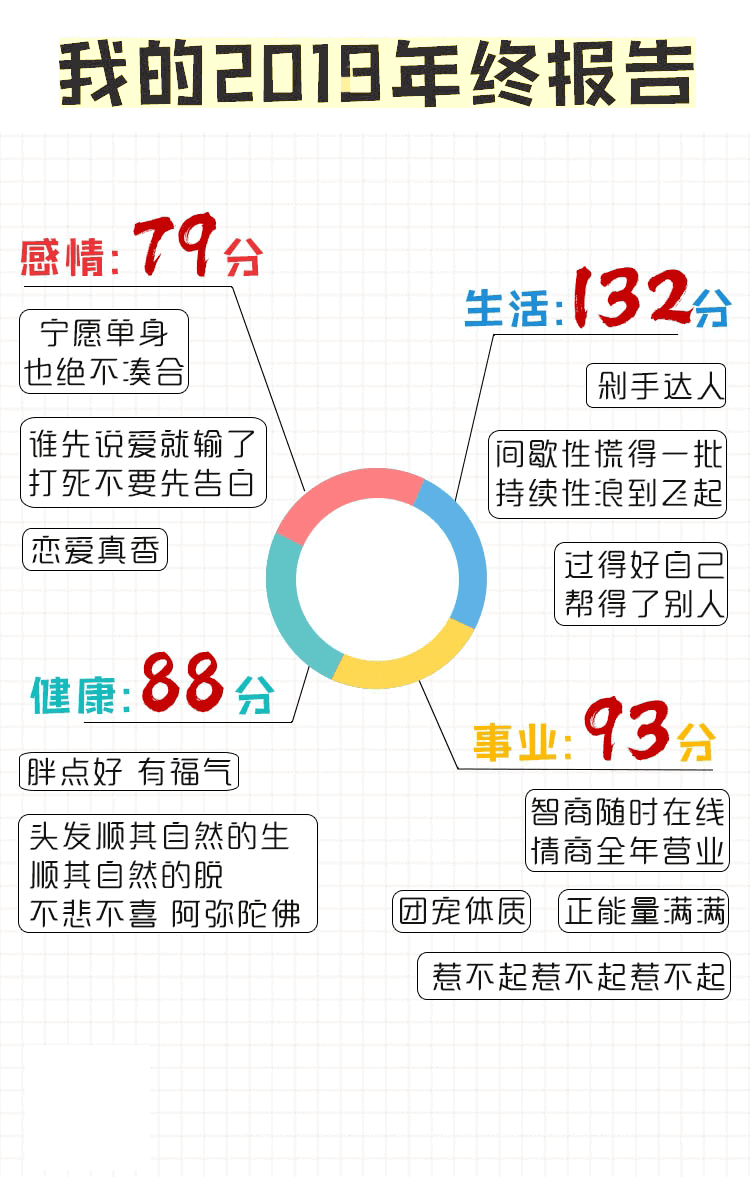 我的2019年终报告
感情:79分
宁愿单身
也绝不凑合
谁先说爱就输了
打死不要先告白
恋爱真香
生活:132分
剁手达人
间歇性慌得一批
持续性浪到飞起
过得好自己
帮得了别人
健康:88分
胖点好 有福气
头发顺其自然的生
顺其自然的脱
不悲不喜 阿弥陀佛
事业:93分
智商随时在线
情商全年营业
团宠体质
正能量满满
惹不起惹不起惹不起